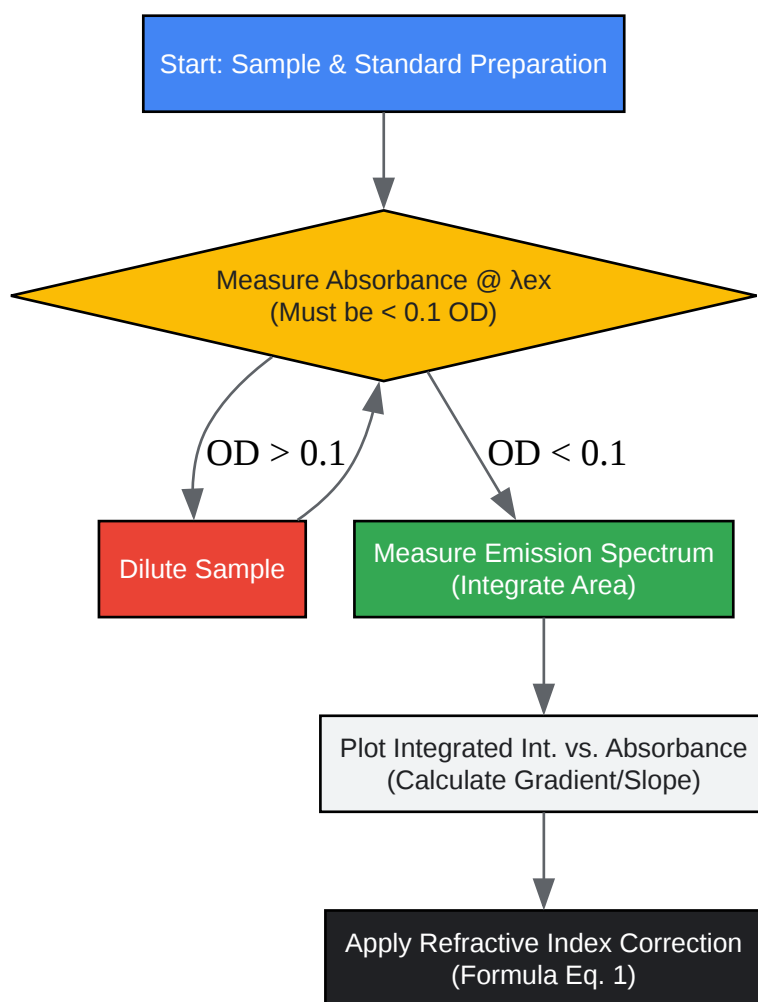 Start: Sample & Standard Preparation
Measure Absorbance @ λex
(Must be < 0.1 OD)
OD > 0.1
OD < 0.1
Dilute Sample
Measure Emission Spectrum
(Integrate Area)
Plot Integrated Int. vs. Absorbance
(Calculate Gradient/Slope)
Apply Refractive Index Correction
(Formula Eq. 1)